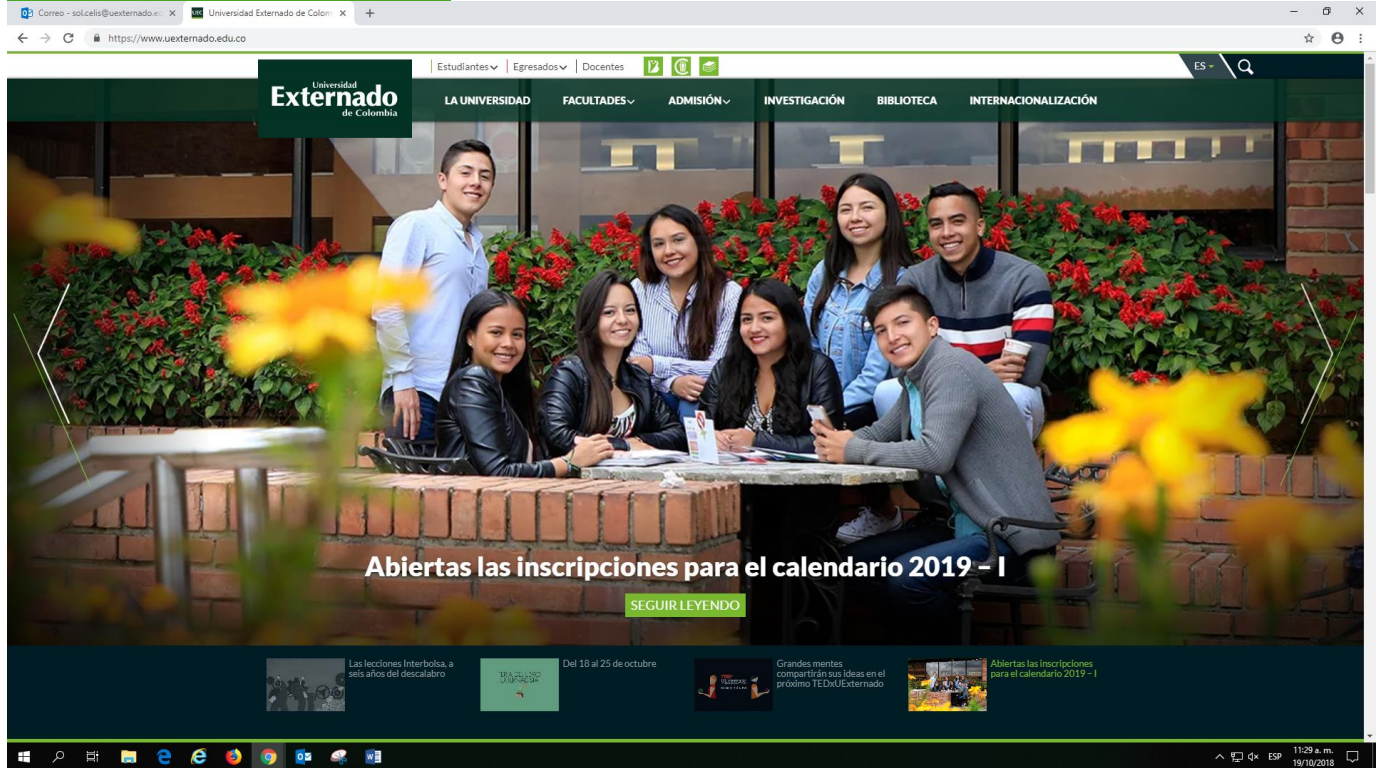 Correo - sol.celis@uexternado.ec
Universidad Externado de Colom
https://www.uexternado.edu.co
Estudiantes
Egresados
Docentes
ES
Universidad
Externado
de Colombia
LA UNIVERSIDAD
FACULTADES
ADMISIÓN
INVESTIGACIÓN
BIBLIOTECA
INTERNACIONALIZACIÓN
Abiertas las inscripciones para el calendario 2019 – I
SEGUIR LEYENDO
Las lecciones Interbolsa, a
seis años del descalabro
Del 18 al 25 de octubre
Grandes mentes
compartirán sus ideas en el
próximo TEDxUExternado
Abiertas las inscripciones
para el calendario 2019 – I
ESP
11:29 a. m.
19/10/2018